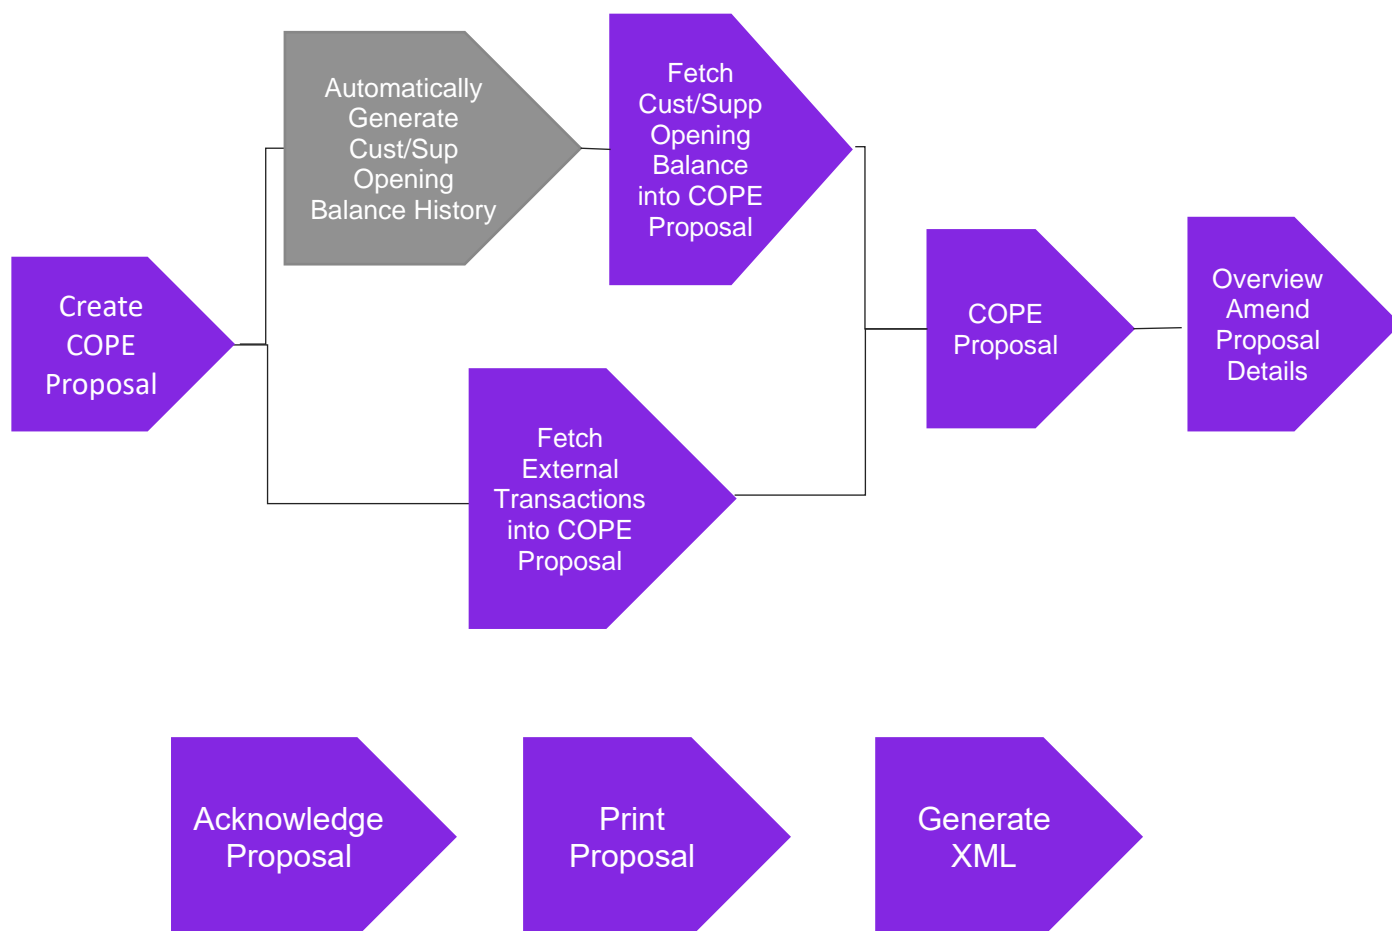 Create
COPE
Proposal
Automatically
Generate
Cust/Sup
Opening
Balance History
Fetch
Cust/Supp
Opening
Balance
into COPE
Proposal
Fetch
External
Transactions
into COPE
Proposal
COPE
Proposal
Overview
Amend
Proposal
Details
Acknowledge
Proposal
Print
Proposal
Generate
XML